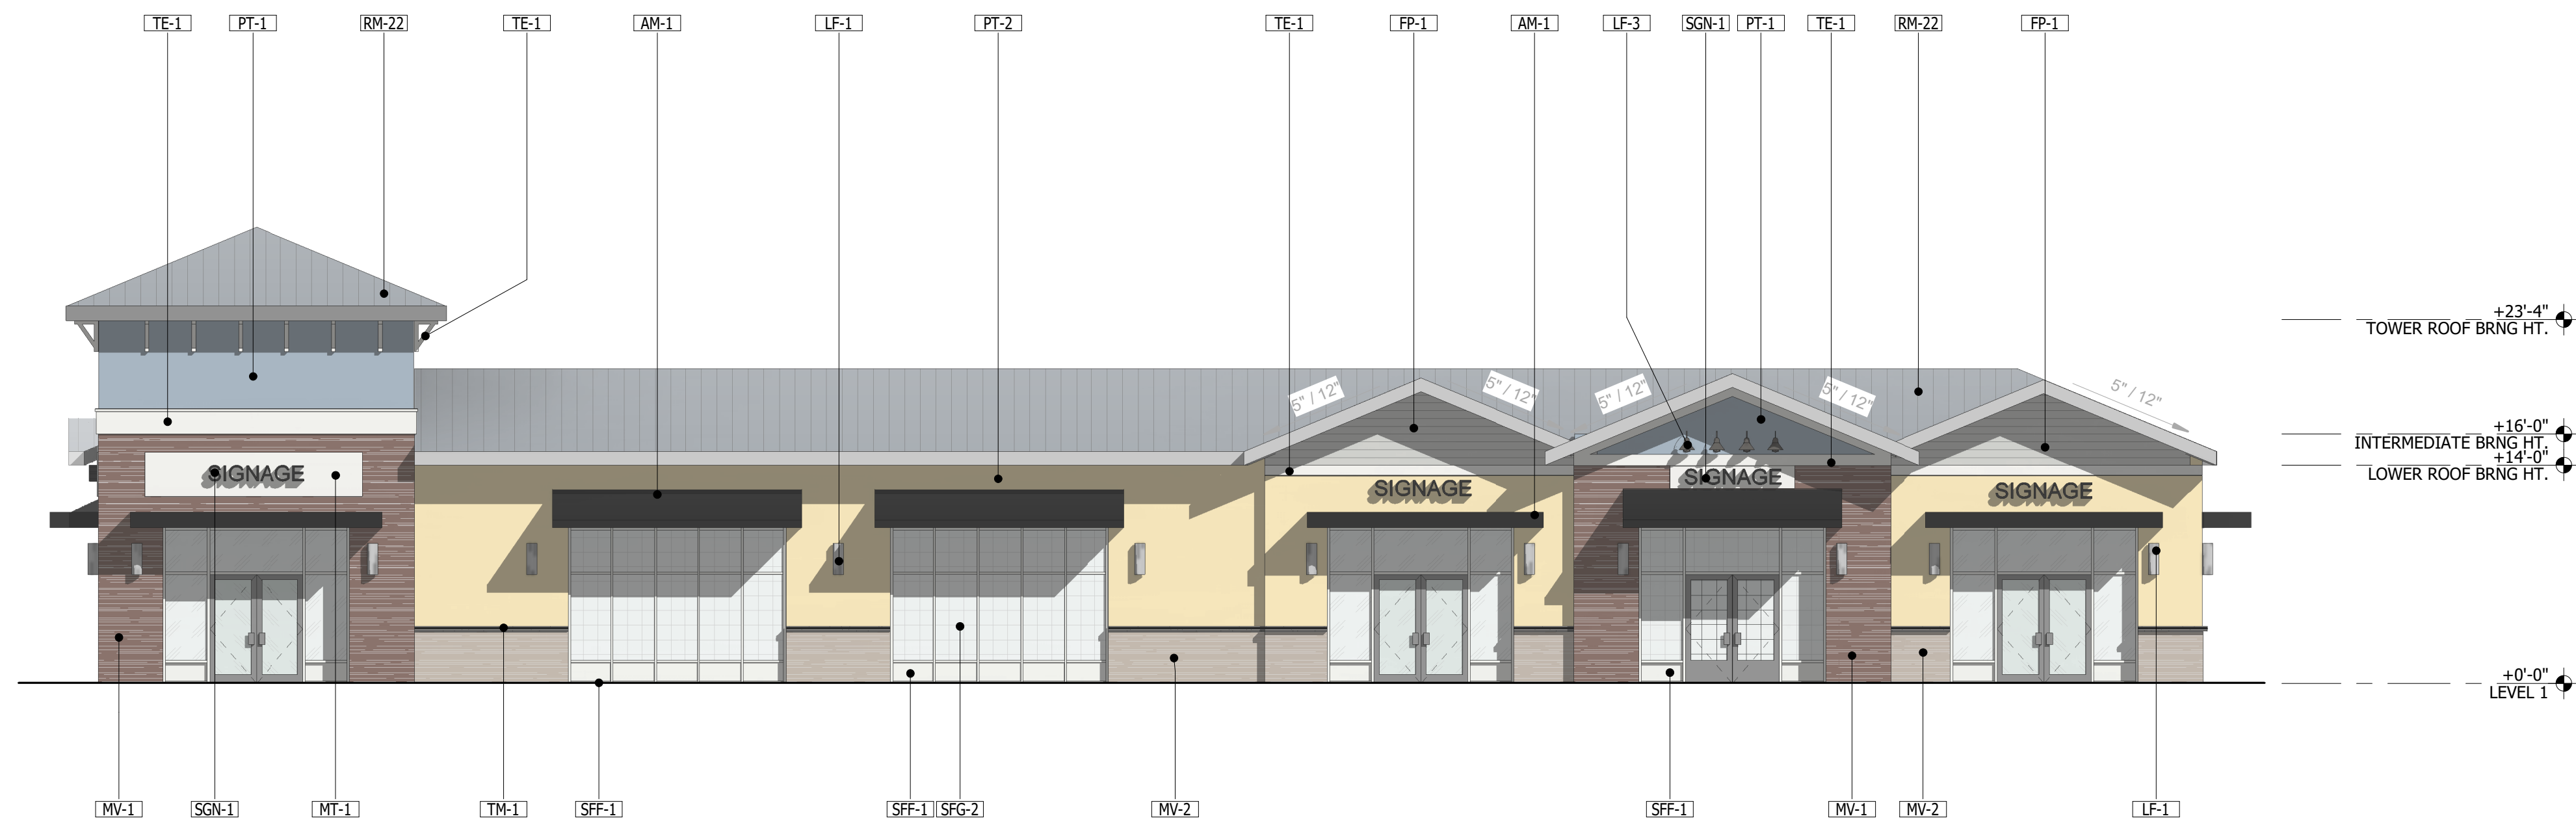 TE-1 PT-1 RM-22 TE-1 AM-1 LF-1 PT-2 TE-1 FP-1 AM-1 LF-3 SGN-1 PT-1 TE-1 RM-22 FP-1
+23'-4"
TOWER ROOF BRNG HT.
5" / 12" 5" / 12" 5" / 12" 5" / 12" 5" / 12"
+16'-0"
INTERMEDIATE BRNG HT.
+14'-0"
LOWER ROOF BRNG HT.
SIGNAGE SIGNAGE SIGNAGE SIGNAGE
+0'-0"
LEVEL 1
MV-1 SGN-1 MT-1 TM-1 SFF-1 SFF-1 SFG-2 MV-2 SFF-1 MV-1 MV-2 LF-1